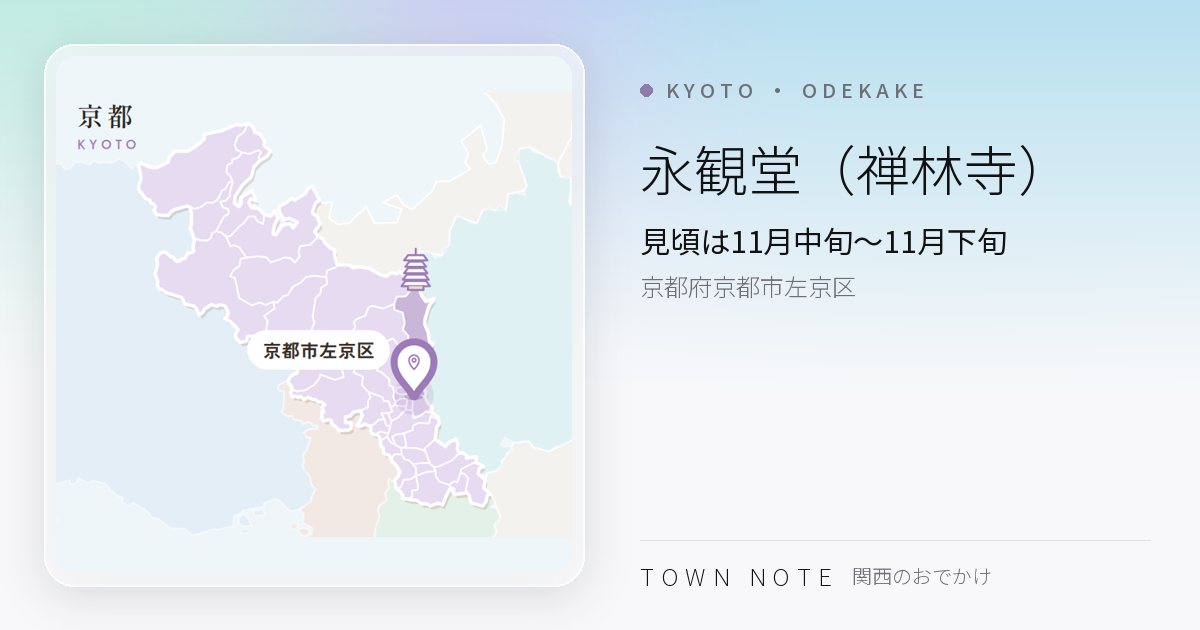 京都
KYOTO
京都市左京区
KYOTO • ODEKAKE
永観堂（禅林寺）
見頃は11月中旬〜11月下旬
京都府京都市左京区
TOWN NOTE 関西のおでかけ